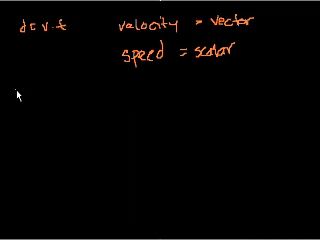 d = v.t velocity = vector
speed = scalar